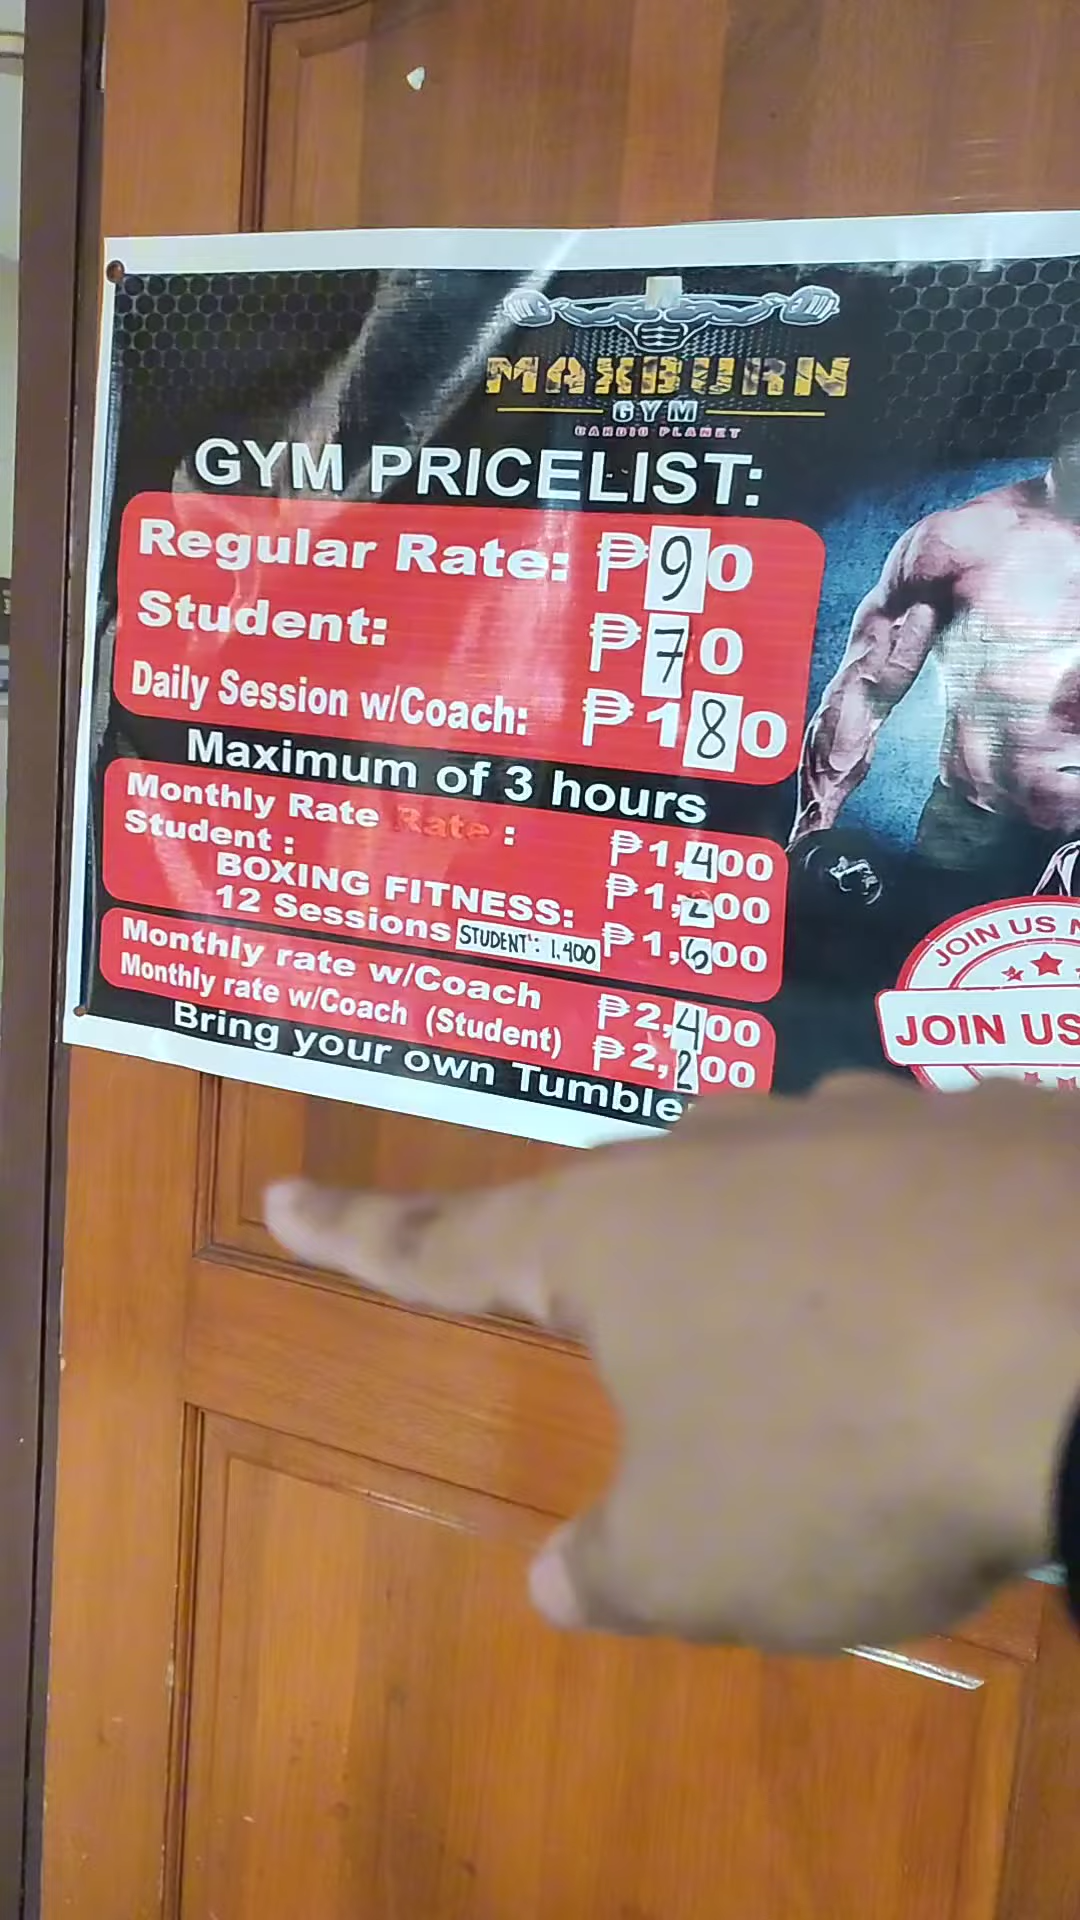 MAXBURN
GYM
CARDIO PLANET
GYM PRICELIST:
Regular Rate: ₱90
Student: ₱70
Daily Session w/Coach: ₱180
Maximum of 3 hours
Monthly Rate Rate : ₱1,400
Student : ₱1,200
BOXING FITNESS:
12 Sessions STUDENT: 1,400 ₱1,600
Monthly rate w/Coach ₱2,400
Monthly rate w/Coach (Student) ₱2,200
Bring your own Tumble
JOIN US
JOIN US